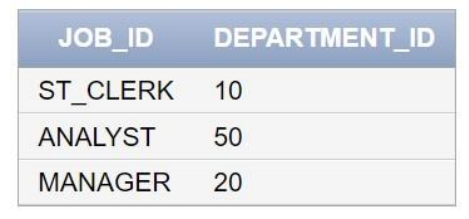 JOB_ID DEPARTMENT_ID
ST_CLERK 10
ANALYST 50
MANAGER 20